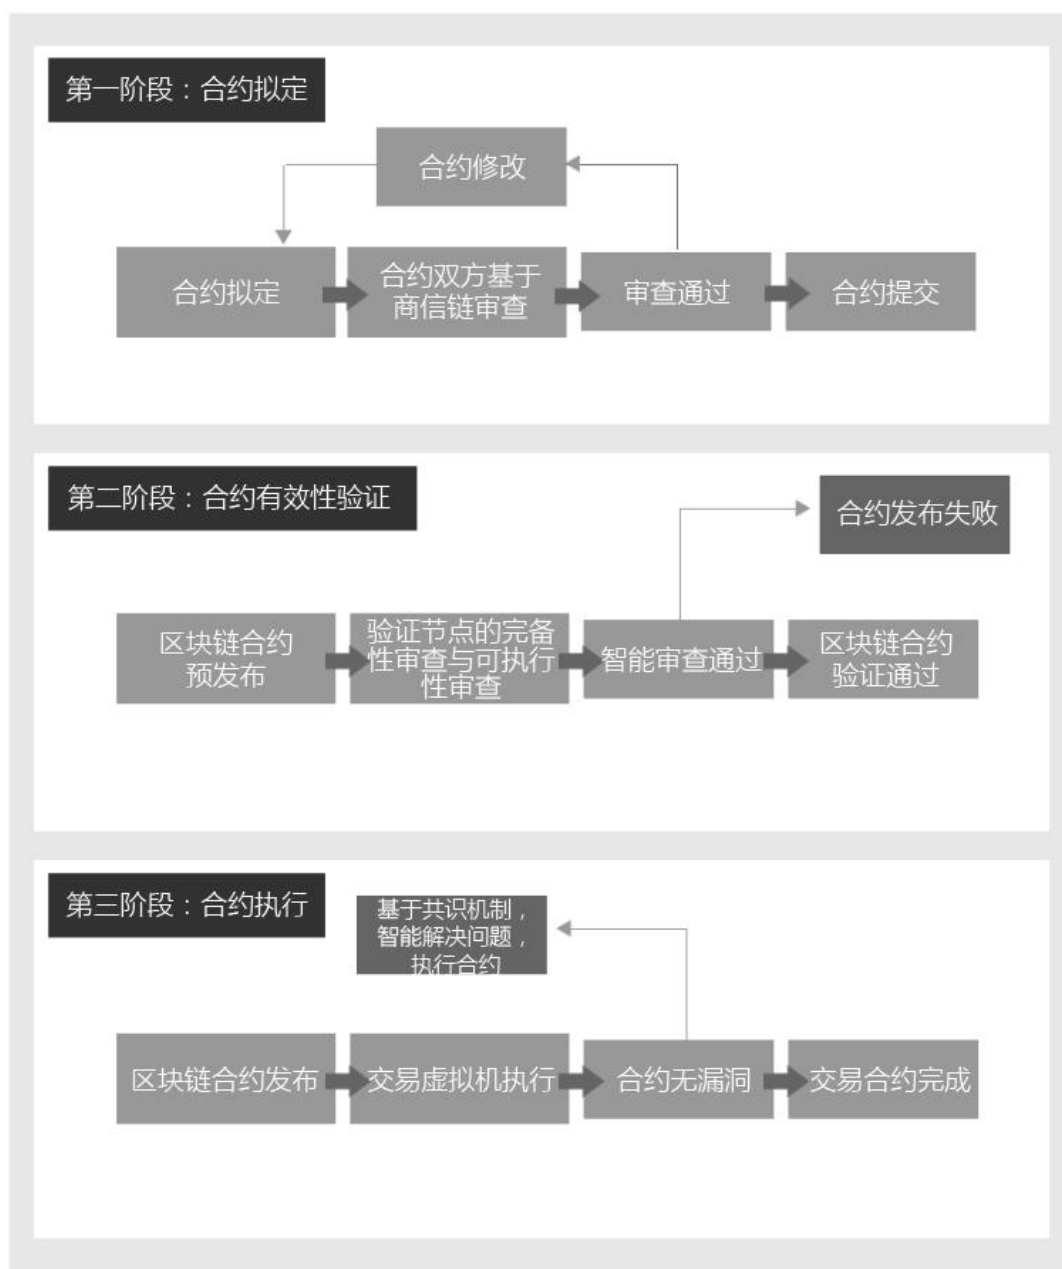 第一阶段：合约拟定
合约修改
合约拟定
合约双方基于
商信链审查
审查通过
合约提交
第二阶段：合约有效性验证
合约发布失败
区块链合约
预发布
验证节点的完备
性审查与可执行
性审查
智能审查通过
区块链合约
验证通过
第三阶段：合约执行
基于共识机制，
智能解决问题，
执行合约
区块链合约发布
交易虚拟机执行
合约无漏洞
交易合约完成